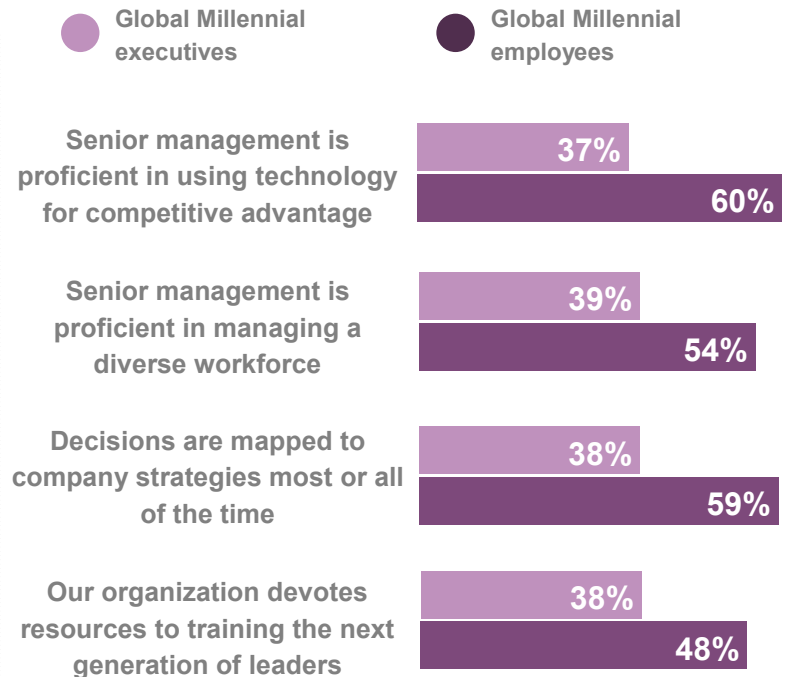 Global Millennial
executives
Global Millennial
employees
Senior management is
proficient in using technology
for competitive advantage
37%
60%
Senior management is
proficient in managing a
diverse workforce
39%
54%
Decisions are mapped to
company strategies most or all
of the time
38%
59%
Our organization devotes
resources to training the next
generation of leaders
38%
48%